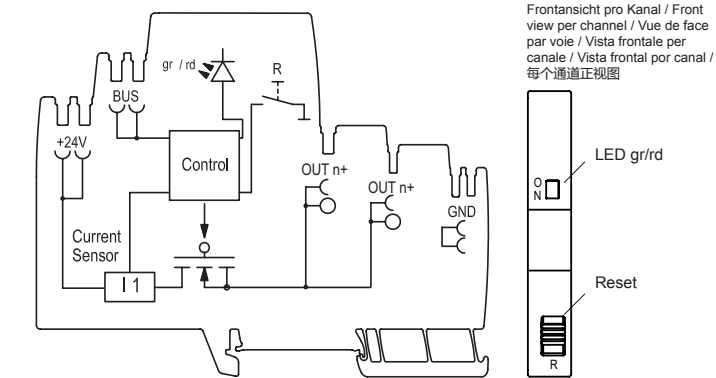 Frontansicht pro Kanal / Front
view per channel / Vue de face
par voie / Vista frontale per
canale / Vista frontal por canal /
每个通道正视图
gr / rd
R
BUS
+24V
Control
OUT n+
OUT n+
GND
Current
Sensor
I 1
LED gr/rd
O
N
Reset
R